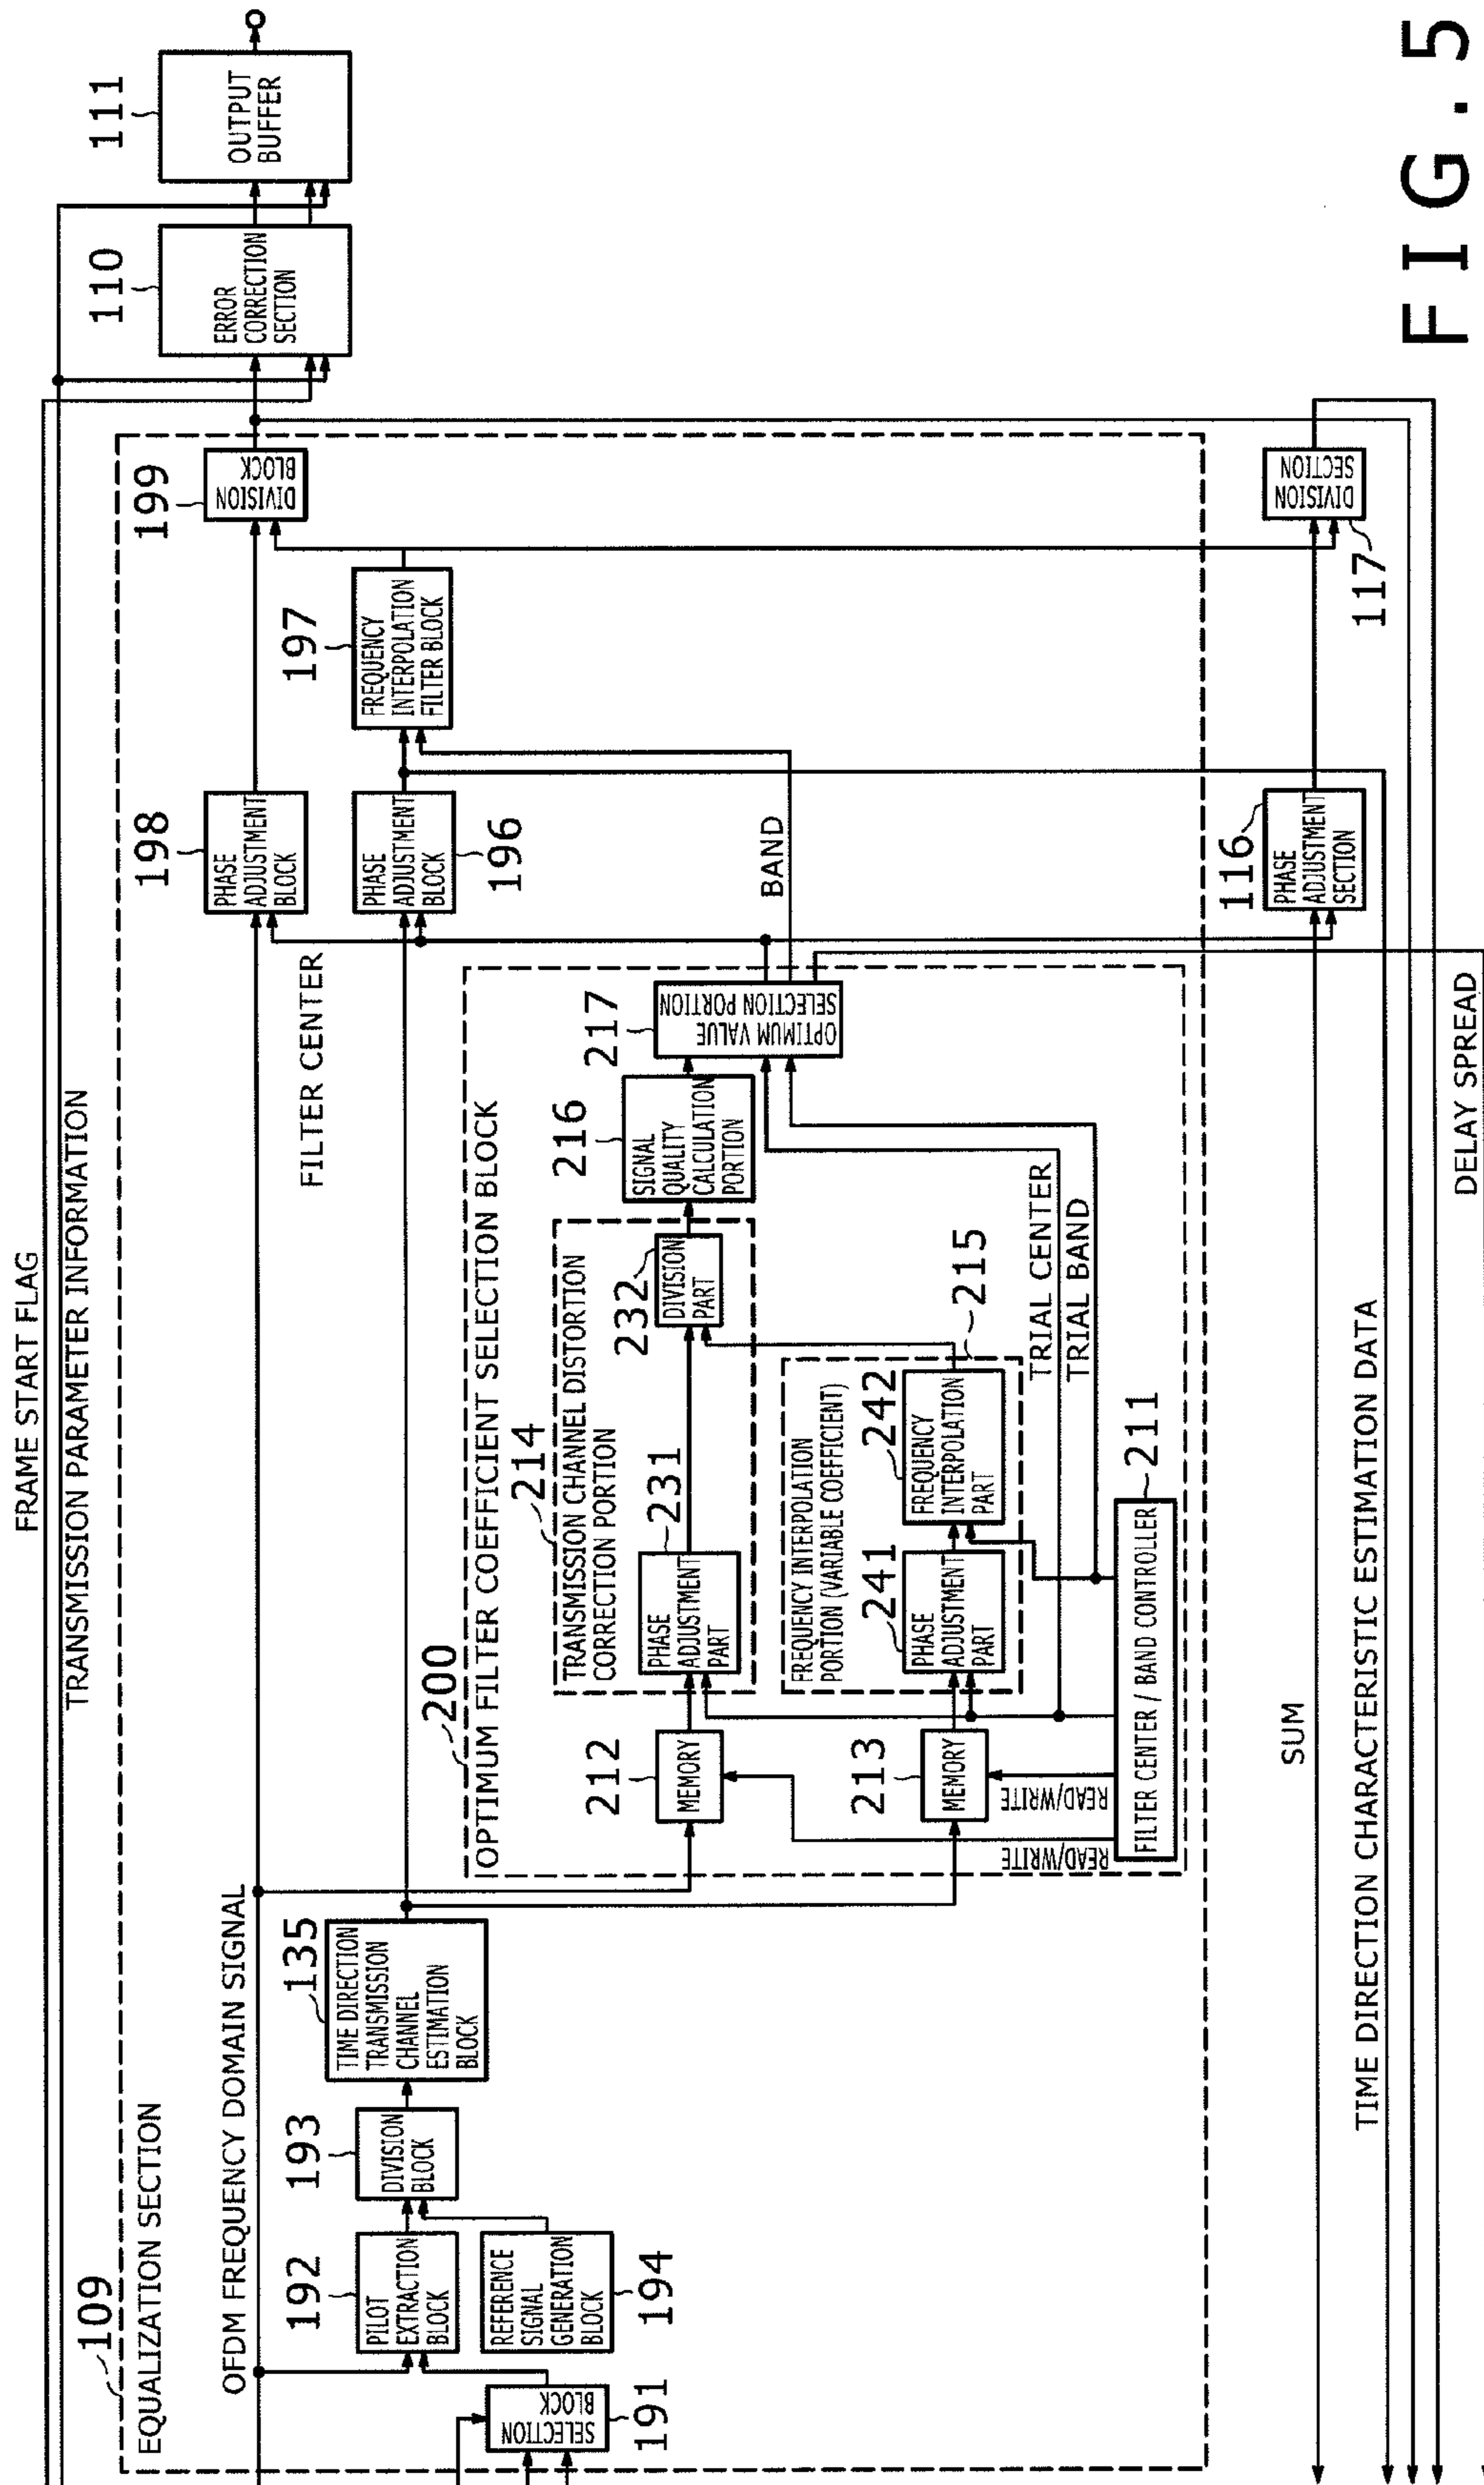 FRAME START FLAG
TRANSMISSION PARAMETER INFORMATION
109
EQUALIZATION SECTION
OFDM FREQUENCY DOMAIN SIGNAL
SELECTION
BLOCK
191
192
PILOT
EXTRACTION
BLOCK
REFERENCE
SIGNAL
GENERATION
BLOCK
194
193
DIVISION
BLOCK
135
TIME DIRECTION
TRANSMISSION
CHANNEL
ESTIMATION
BLOCK
200
OPTIMUM FILTER COEFFICIENT SELECTION BLOCK
212
MEMORY
213
MEMORY
READ/WRITE
READ/WRITE
FILTER CENTER / BAND CONTROLLER
211
214
TRANSMISSION CHANNEL DISTORTION
CORRECTION PORTION
231
PHASE
ADJUSTMENT
PART
232
DIVISION
PART
FREQUENCY INTERPOLATION
PORTION (VARIABLE COEFFICIENT)
241
PHASE
ADJUSTMENT
PART
242
FREQUENCY
INTERPOLATION
PART
215
TRIAL CENTER
TRIAL BAND
216
SIGNAL
QUALITY
CALCULATION
PORTION
217
OPTIMUM VALUE
SELECTION PORTION
FILTER CENTER
BAND
198
PHASE
ADJUSTMENT
BLOCK
PHASE
ADJUSTMENT
BLOCK
196
197
FREQUENCY
INTERPOLATION
FILTER BLOCK
199
DIVISION
BLOCK
110
ERROR
CORRECTION
SECTION
111
OUTPUT
BUFFER
116
PHASE
ADJUSTMENT
SECTION
DIVISION
SECTION
117
SUM
TIME DIRECTION CHARACTERISTIC ESTIMATION DATA
DELAY SPREAD
FIG. 5